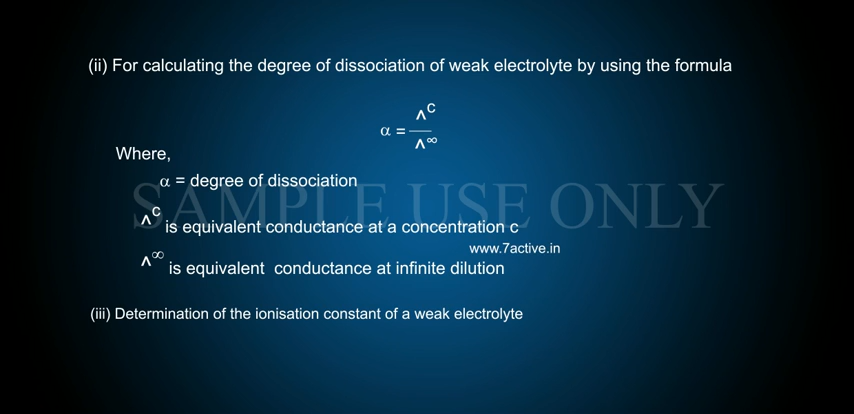 (ii) For calculating the degree of dissociation of weak electrolyte by using the formula
α = ʌᶜ / ʌ∞
Where,
α = degree of dissociation
SAMPLE USE ONLY
ʌᶜ is equivalent conductance at a concentration c
www.7active.in
ʌ∞ is equivalent conductance at infinite dilution
(iii) Determination of the ionisation constant of a weak electrolyte